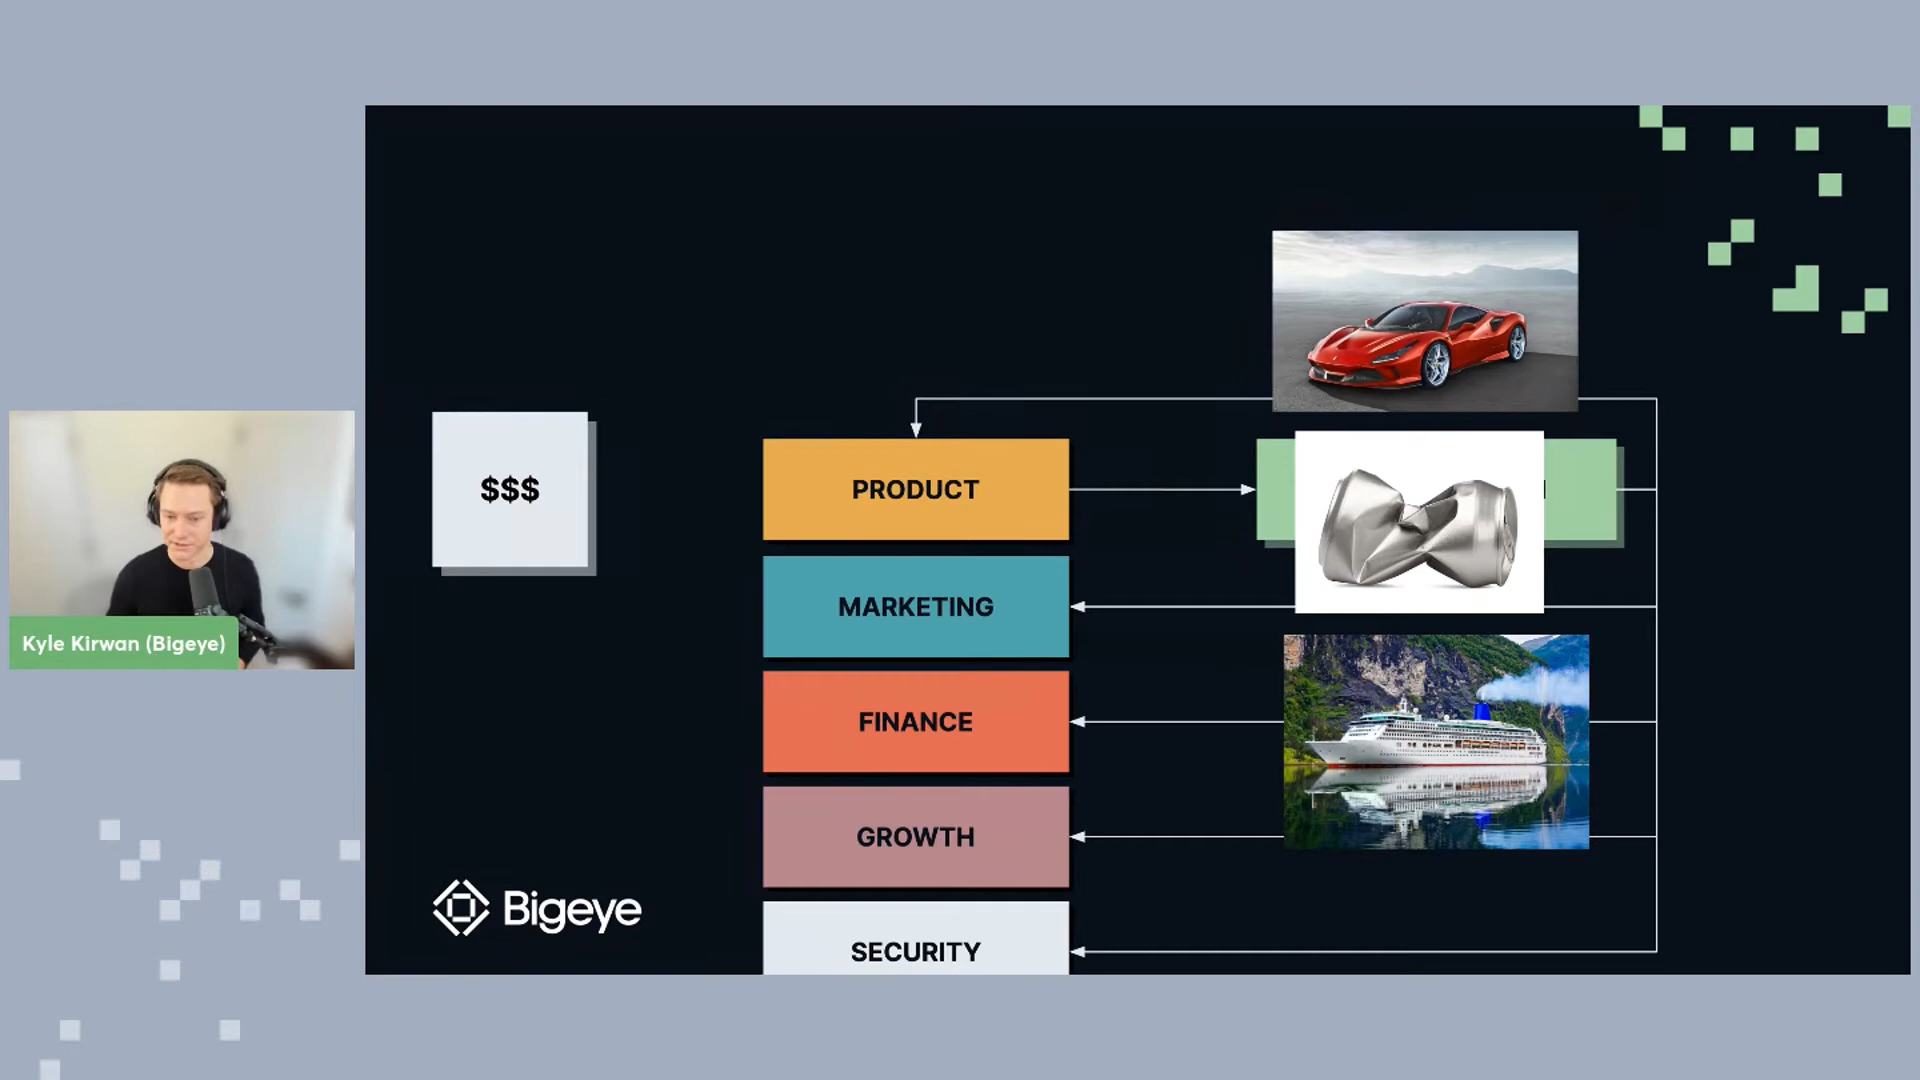 $$$
PRODUCT
MARKETING
Kyle Kirwan (Bigeye)
FINANCE
GROWTH
Bigeye
SECURITY